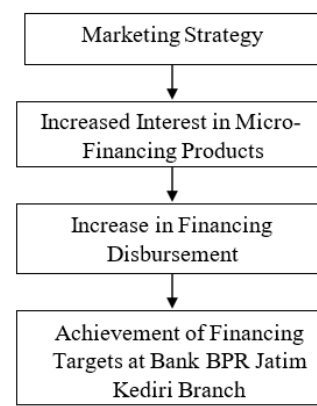 Marketing Strategy
Increased Interest in Micro-
Financing Products
Increase in Financing
Disbursement
Achievement of Financing
Targets at Bank BPR Jatim
Kediri Branch